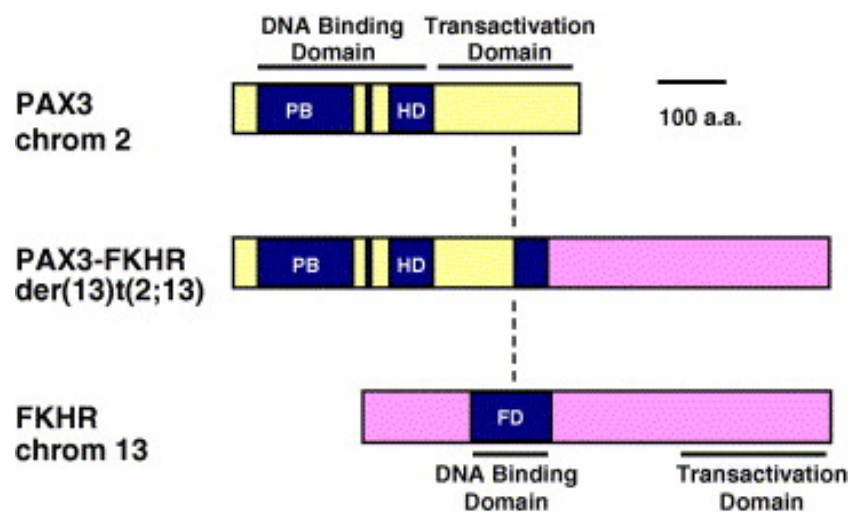 DNA Binding Domain
Transactivation Domain
PAX3
chrom 2
PB
HD
100 a.a.
PAX3-FKHR
der(13)t(2;13)
PB
HD
FKHR
chrom 13
FD
DNA Binding Domain
Transactivation Domain